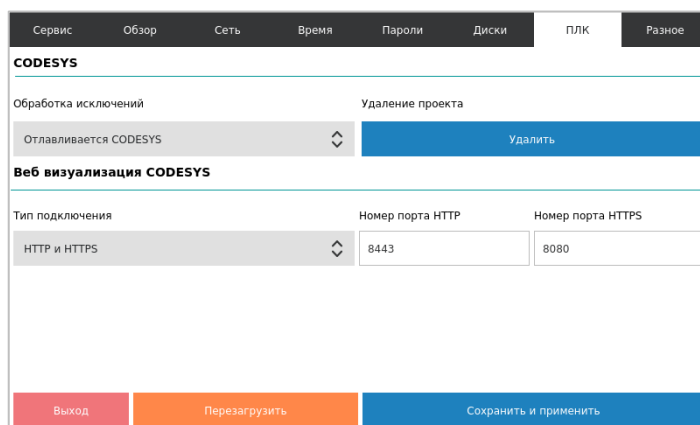 Сервис Обзор Сеть Время Пароли Диски ПЛК Разное
CODESYS
Обработка исключений Удаление проекта
Отлавливается CODESYS Удалить
Веб визуализация CODESYS
Тип подключения Номер порта HTTP Номер порта HTTPS
HTTP и HTTPS 8443 8080
Выход Перезагрузить Сохранить и применить